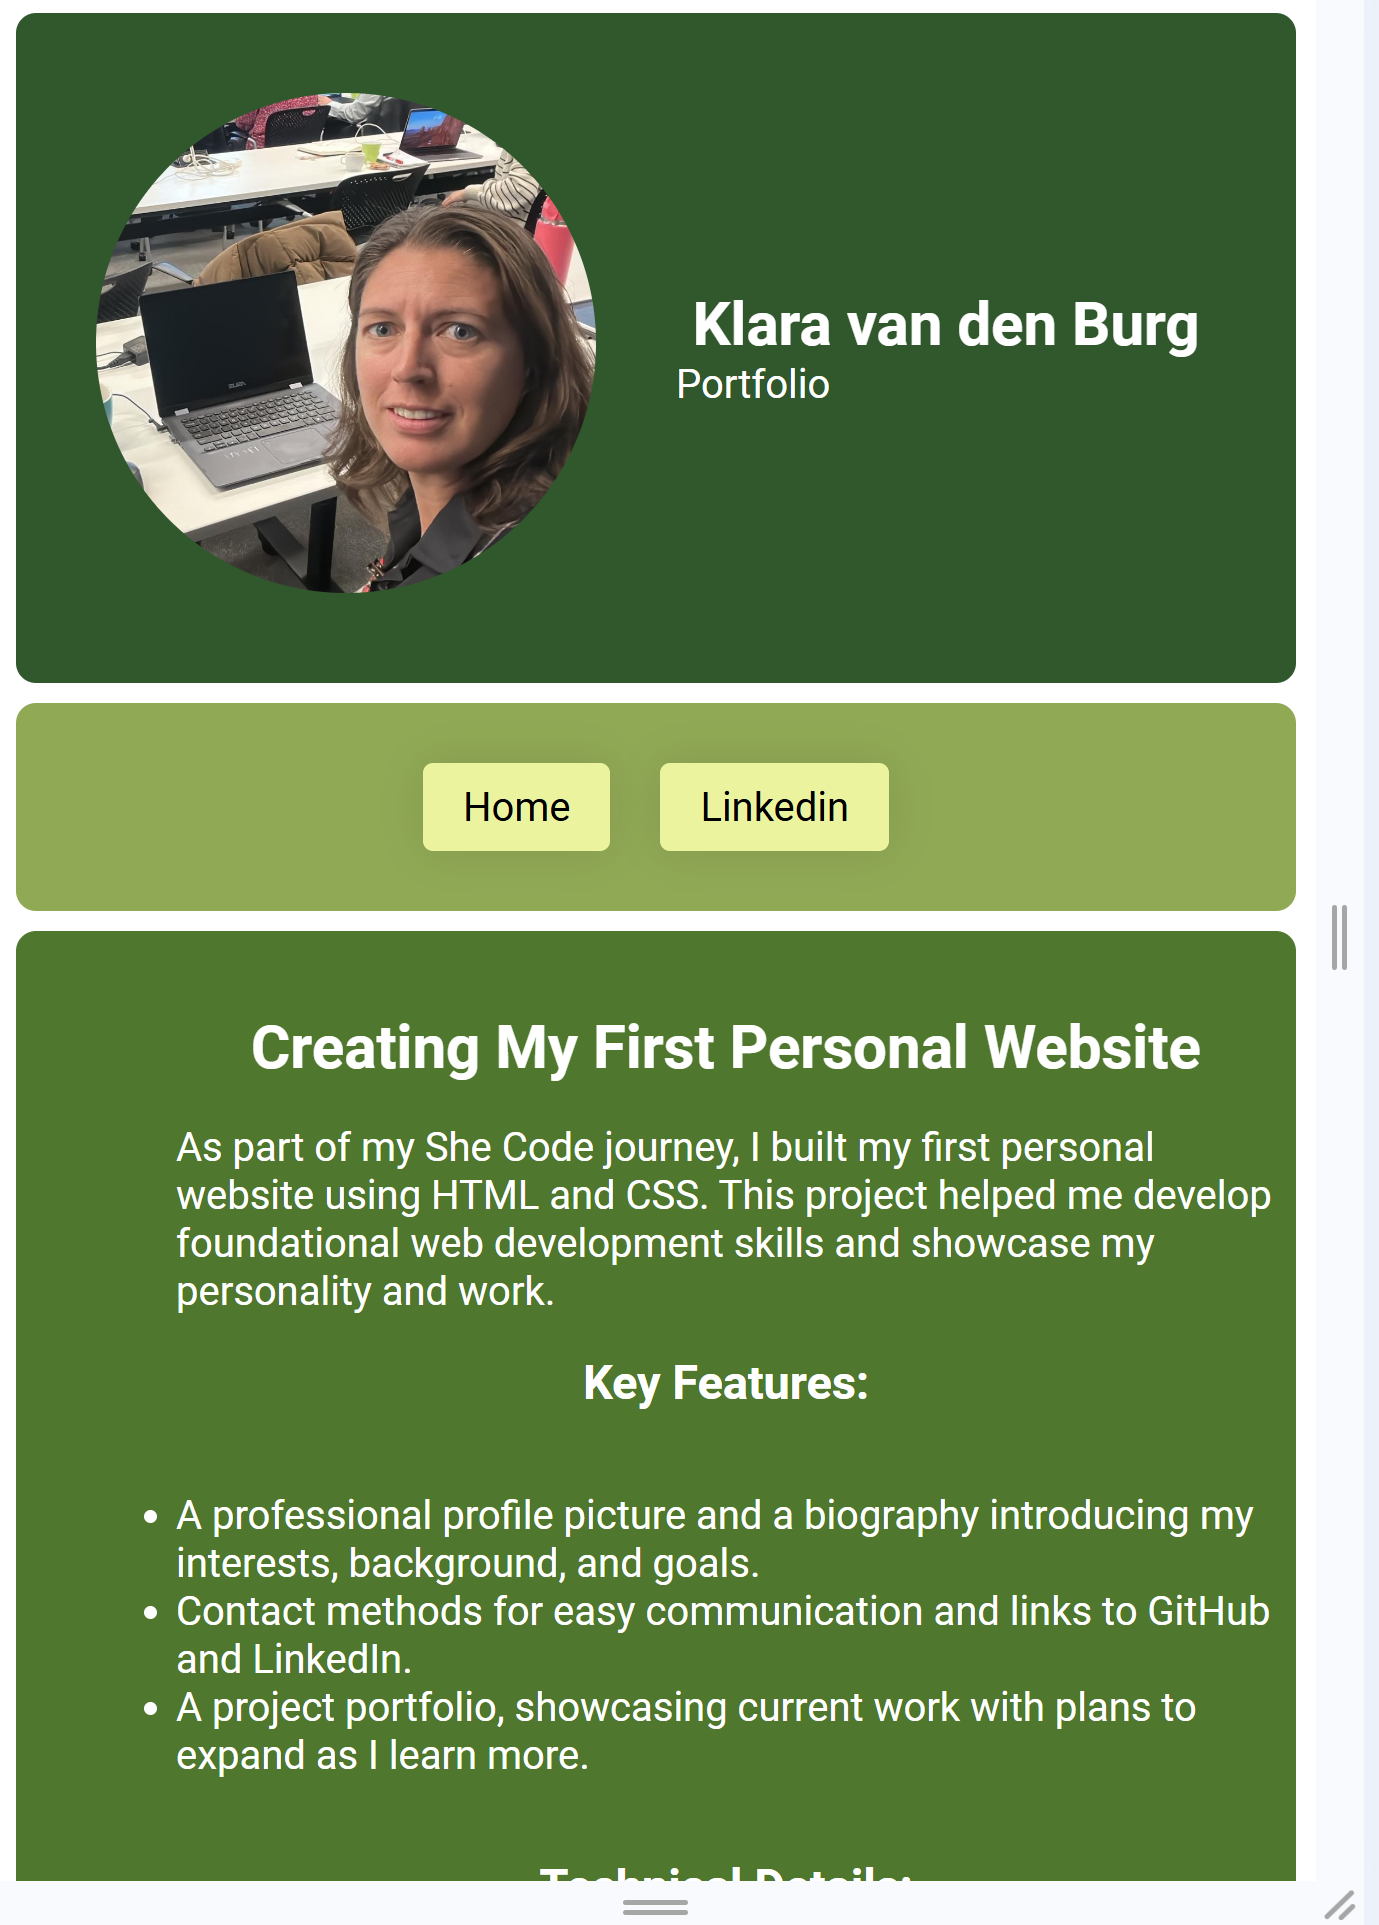 Klara van den Burg
Portfolio
Home
Linkedin
Creating My First Personal Website
As part of my She Code journey, I built my first personal
website using HTML and CSS. This project helped me develop
foundational web development skills and showcase my
personality and work.
Key Features:
• A professional profile picture and a biography introducing my
interests, background, and goals.
• Contact methods for easy communication and links to GitHub
and LinkedIn.
• A project portfolio, showcasing current work with plans to
expand as I learn more.
Technical Details: